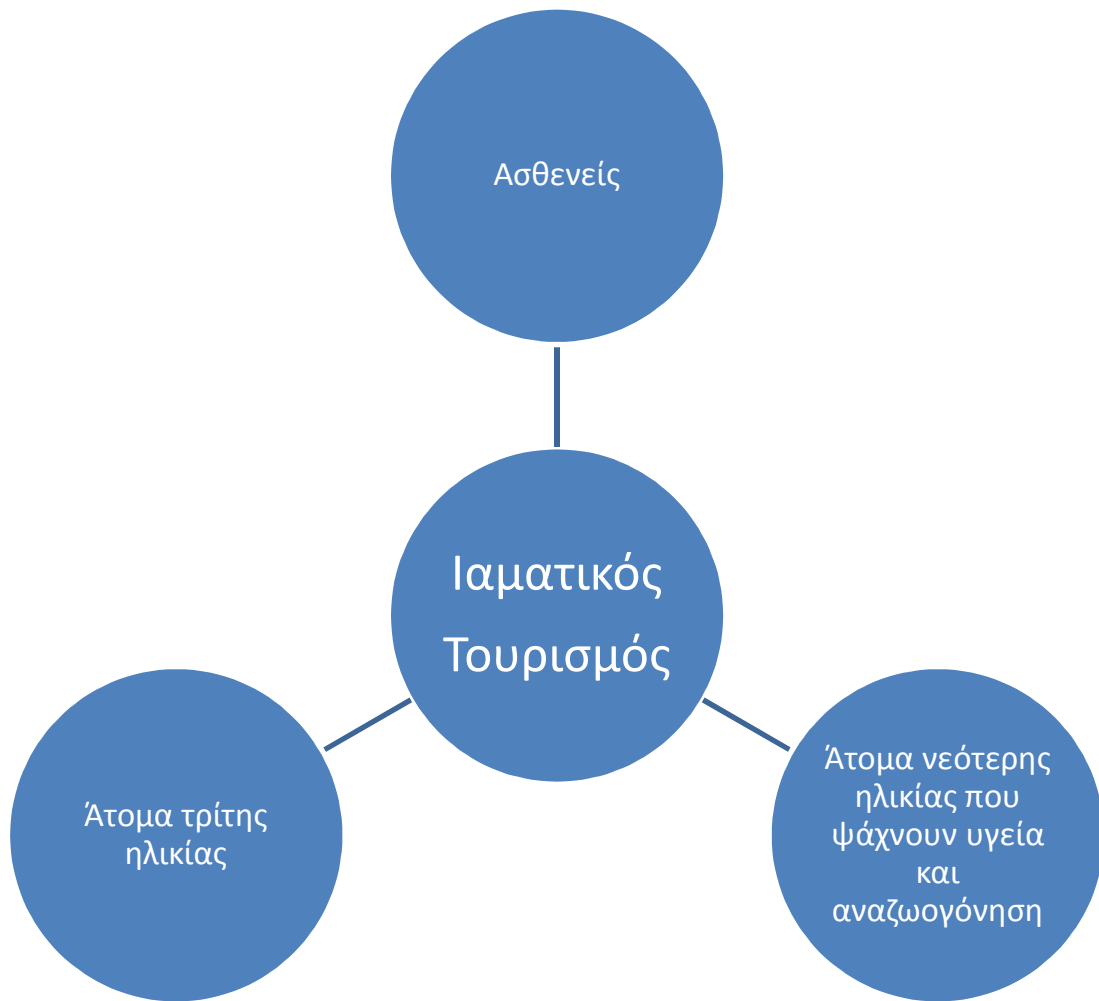 Ασθενείς
Ιαματικός
Τουρισμός
Άτομα τρίτης
ηλικίας
Άτομα νεότερης
ηλικίας που
ψάχνουν υγεία
και
αναζωογόνηση